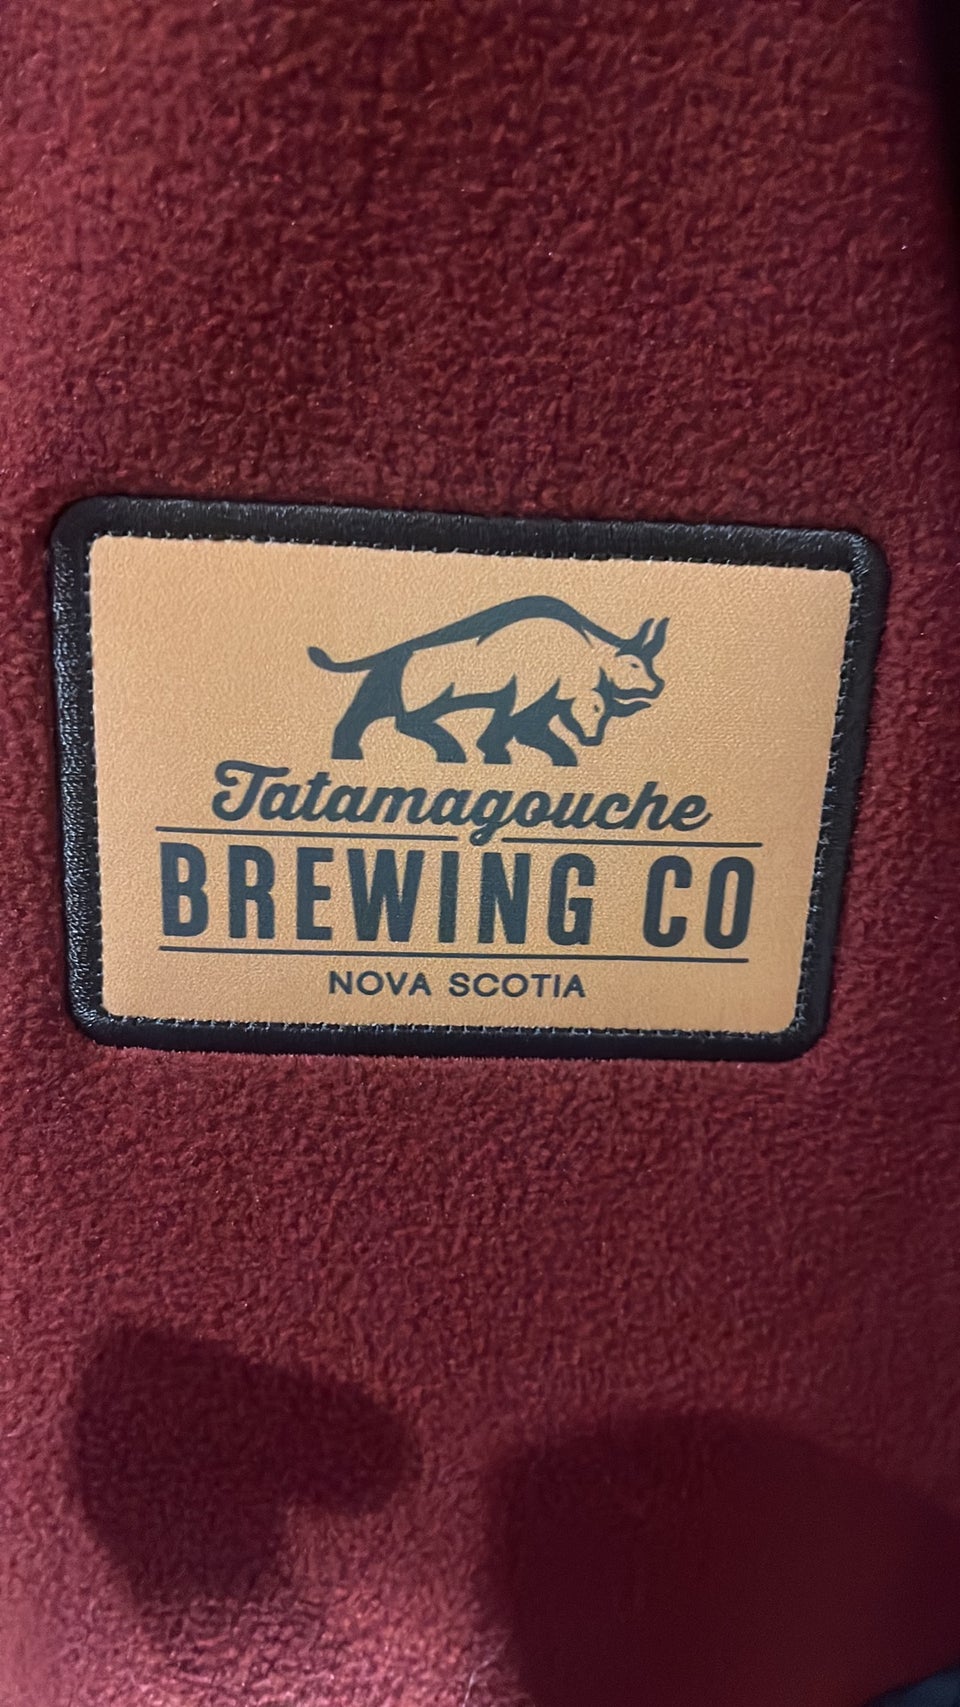 Tatamagouche
BREWING CO
NOVA SCOTIA